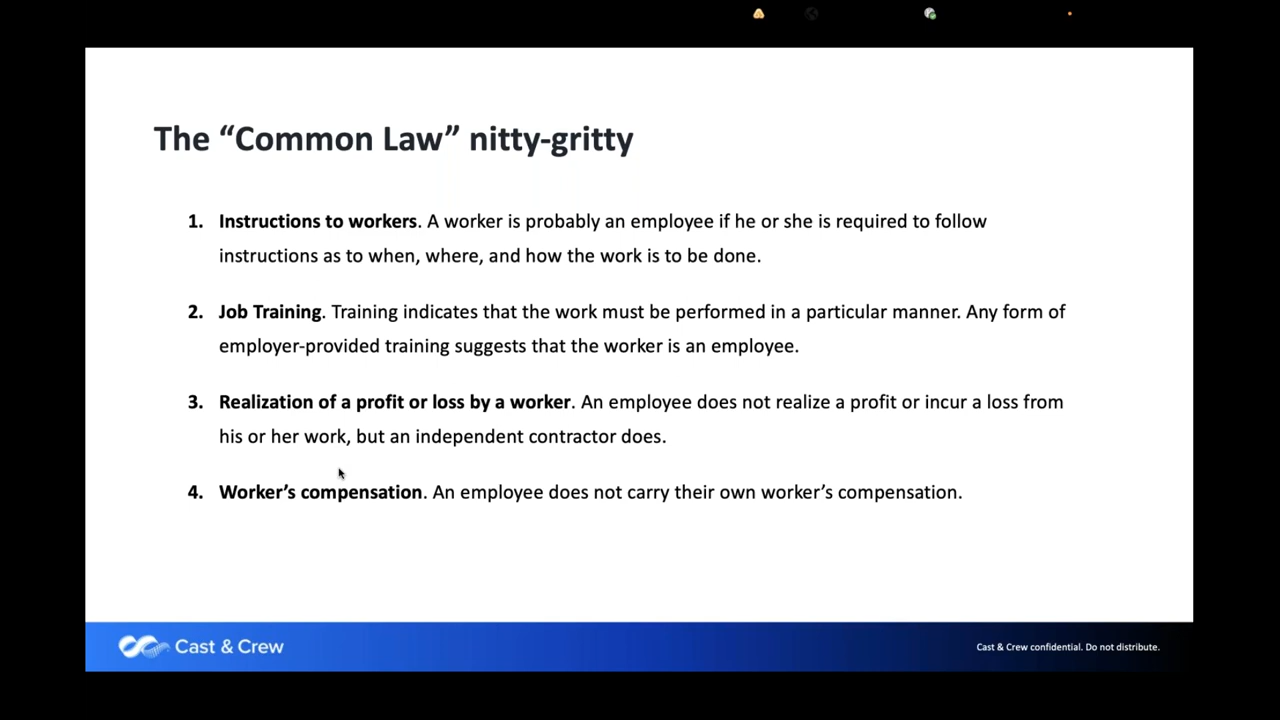 The “Common Law” nitty-gritty
1. Instructions to workers. A worker is probably an employee if he or she is required to follow
instructions as to when, where, and how the work is to be done.
2. Job Training. Training indicates that the work must be performed in a particular manner. Any form of
employer-provided training suggests that the worker is an employee.
3. Realization of a profit or loss by a worker. An employee does not realize a profit or incur a loss from
his or her work, but an independent contractor does.
4. Worker’s compensation. An employee does not carry their own worker’s compensation.
Cast & Crew
Cast & Crew confidential. Do not distribute.